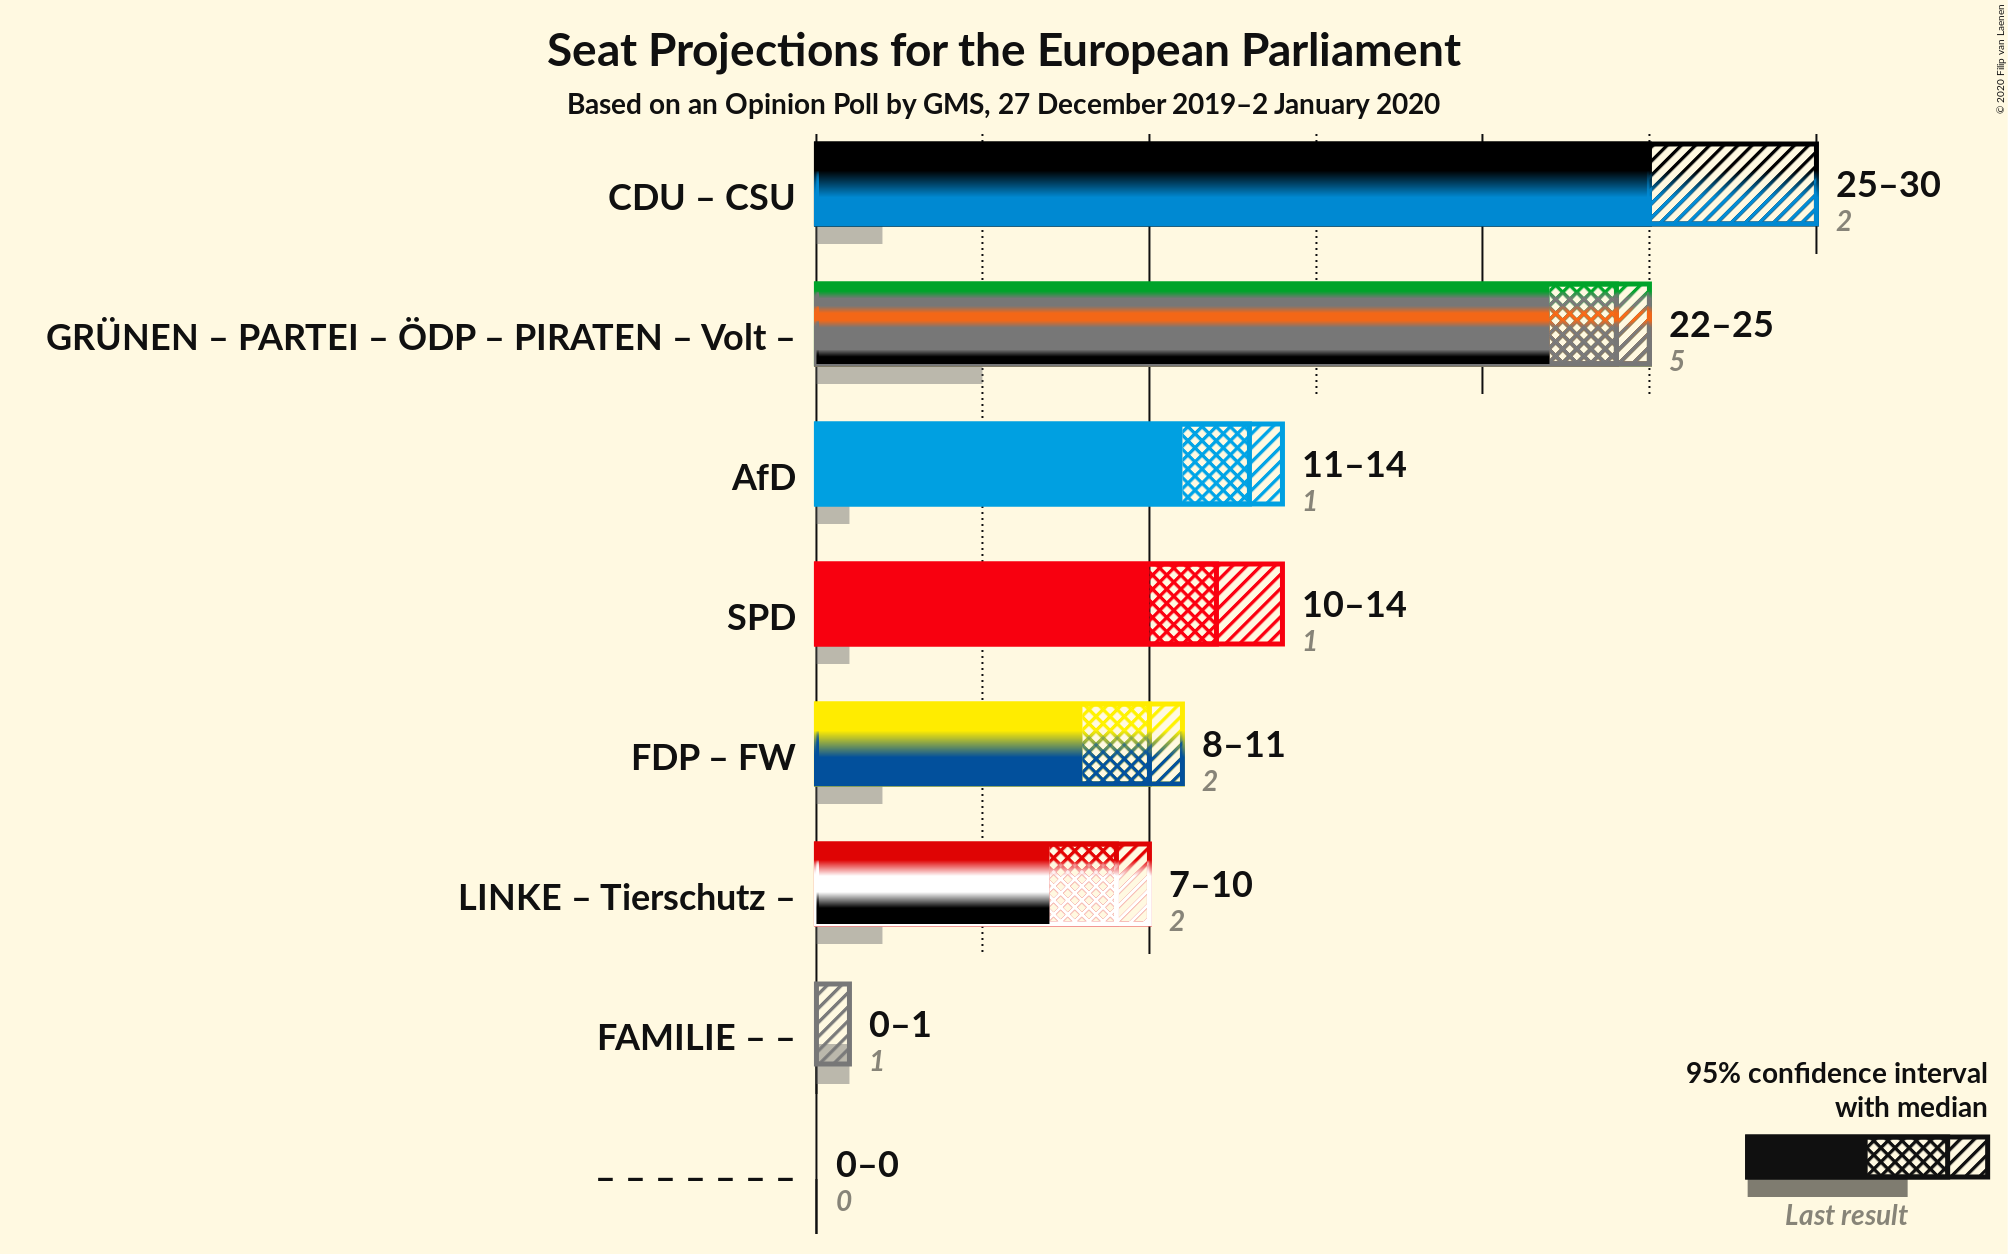 Seat Projections for the European Parliament
Based on an Opinion Poll by GMS, 27 December 2019–2 January 2020
© 2020 Filip van Laenen
CDU – CSU
25–30
2
GRÜNEN – PARTEI – ÖDP – PIRATEN – Volt –
22–25
5
AfD
11–14
1
SPD
10–14
1
FDP – FW
8–11
2
LINKE – Tierschutz –
7–10
2
FAMILIE – –
0–1
1
– – – – – – –
0–0
0
95% confidence interval
with median
Last result